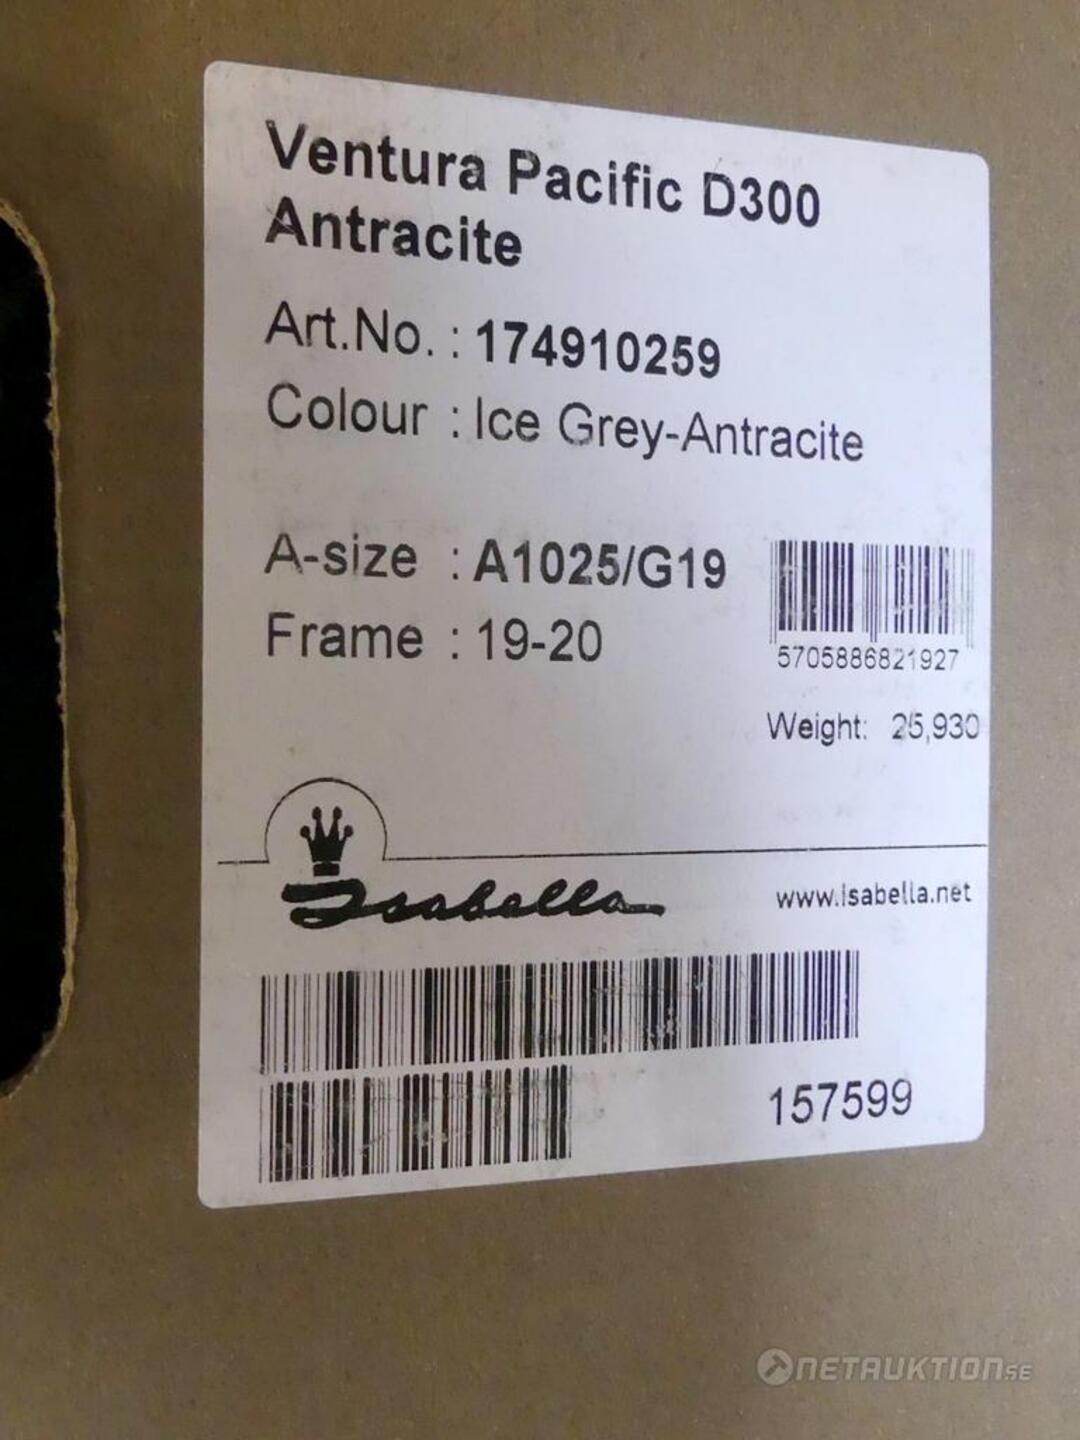 Ventura Pacific D300
Antracite
Art.No. : 174910259
Colour : Ice Grey-Antracite
A-size : A1025/G19
Frame : 19-20
5705886821927
Weight: 25,930
Isabella
www.Isabella.net
157599
NETAUKTION.SE